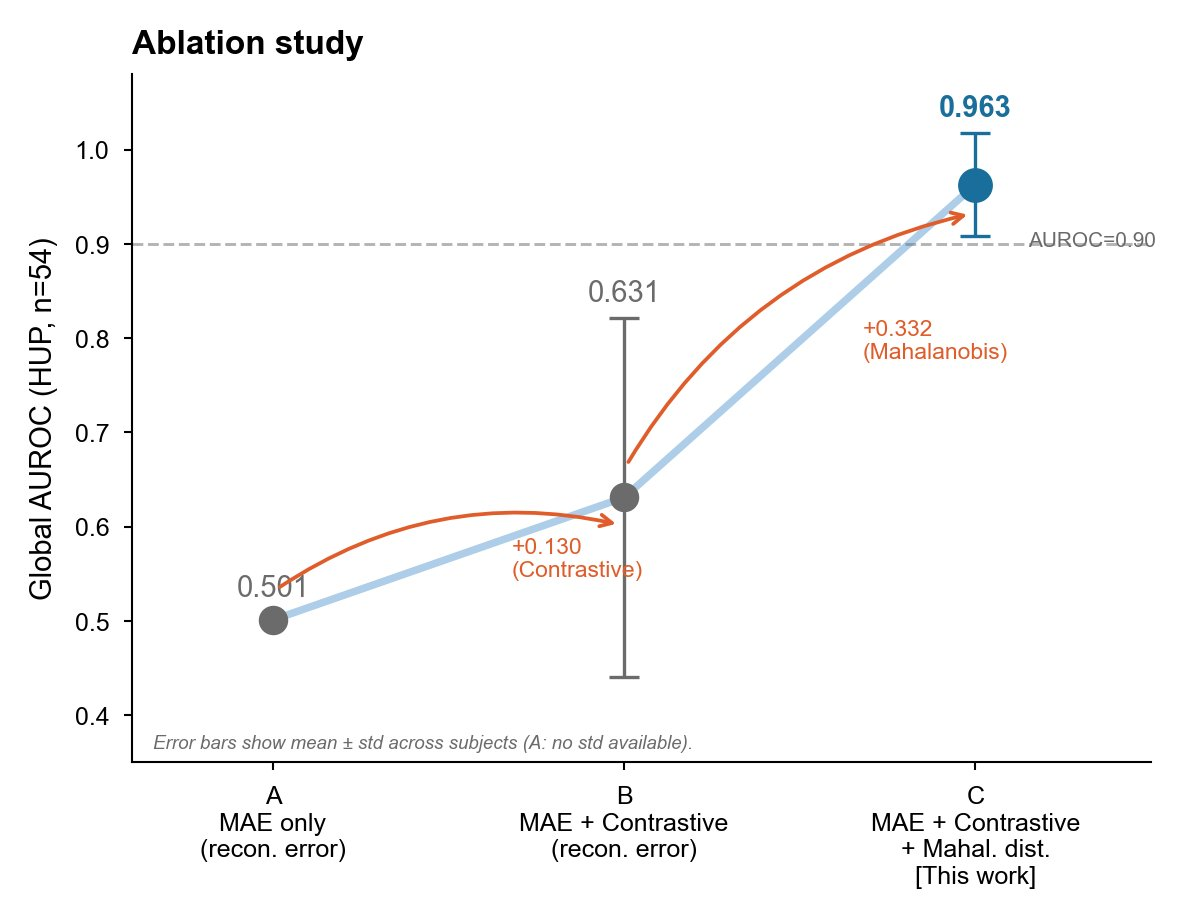 Ablation study
0.963
1.0
Global AUROC (HUP, n=54)
0.9
AUROC=0.90
0.631
0.8
+0.332
(Mahalanobis)
0.7
0.6
+0.130
(Contrastive)
0.501
0.5
0.4
Error bars show mean ± std across subjects (A: no std available).
A
MAE only
(recon. error)
B
MAE + Contrastive
(recon. error)
C
MAE + Contrastive
+ Mahal. dist.
[This work]